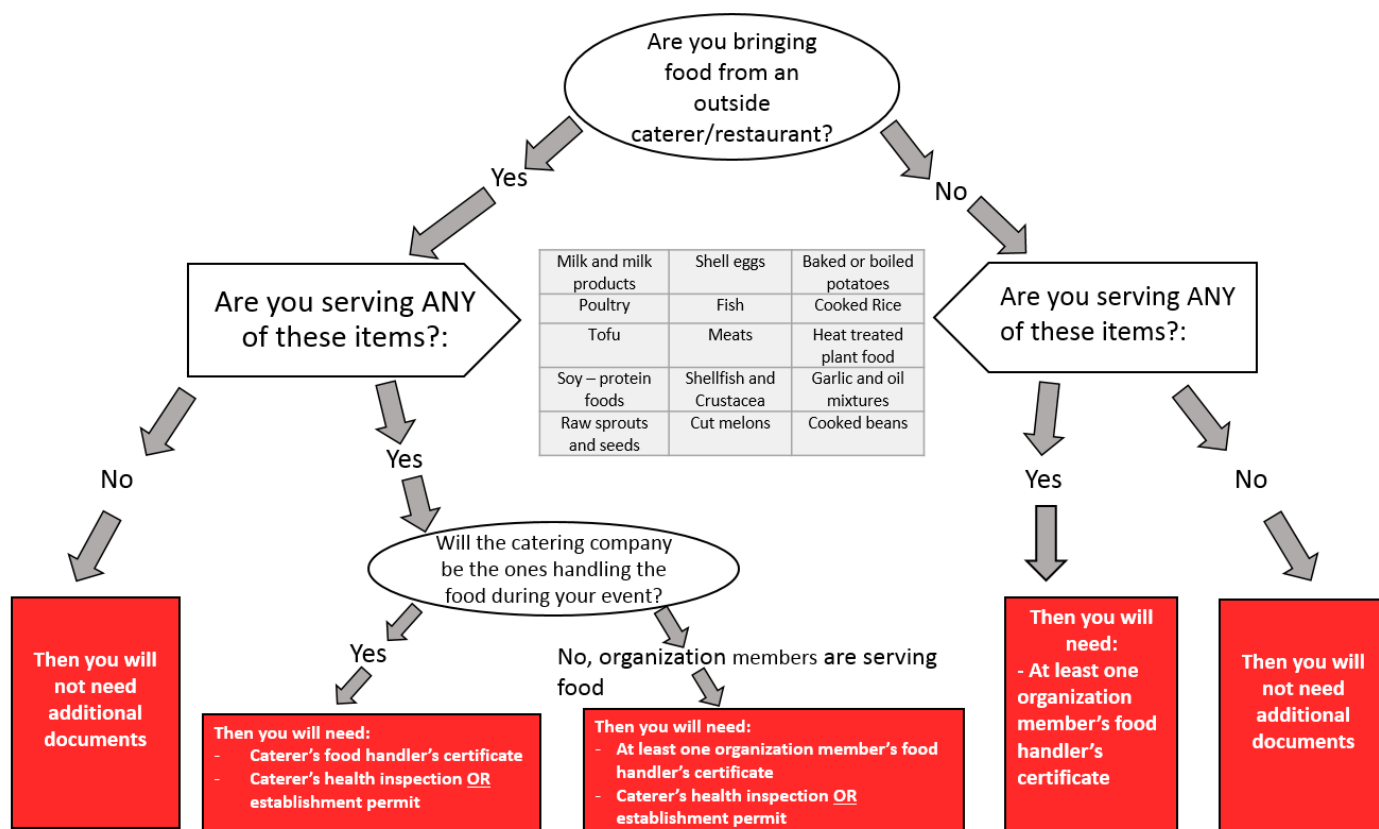 Are you bringing
food from an
outside
caterer/restaurant?
Yes
No
Are you serving ANY
of these items?:
Milk and milk
products
Shell eggs
Baked or boiled
potatoes
Poultry
Fish
Cooked Rice
Tofu
Meats
Heat treated
plant food
Soy – protein
foods
Shellfish and
Crustacea
Garlic and oil
mixtures
Raw sprouts
and seeds
Cut melons
Cooked beans
Are you serving ANY
of these items?:
No
Yes
Yes
No
Will the catering company
be the ones handling the
food during your event?
Yes
No, organization members are serving
food
Then you will
not need
additional
documents
Then you will need:
- Caterer's food handler's certificate
- Caterer's health inspection OR
establishment permit
Then you will need:
- At least one organization member's food
handler's certificate
- Caterer's health inspection OR
establishment permit
Then you will
need:
- At least one
organization
member's food
handler's
certificate
Then you will
not need
additional
documents